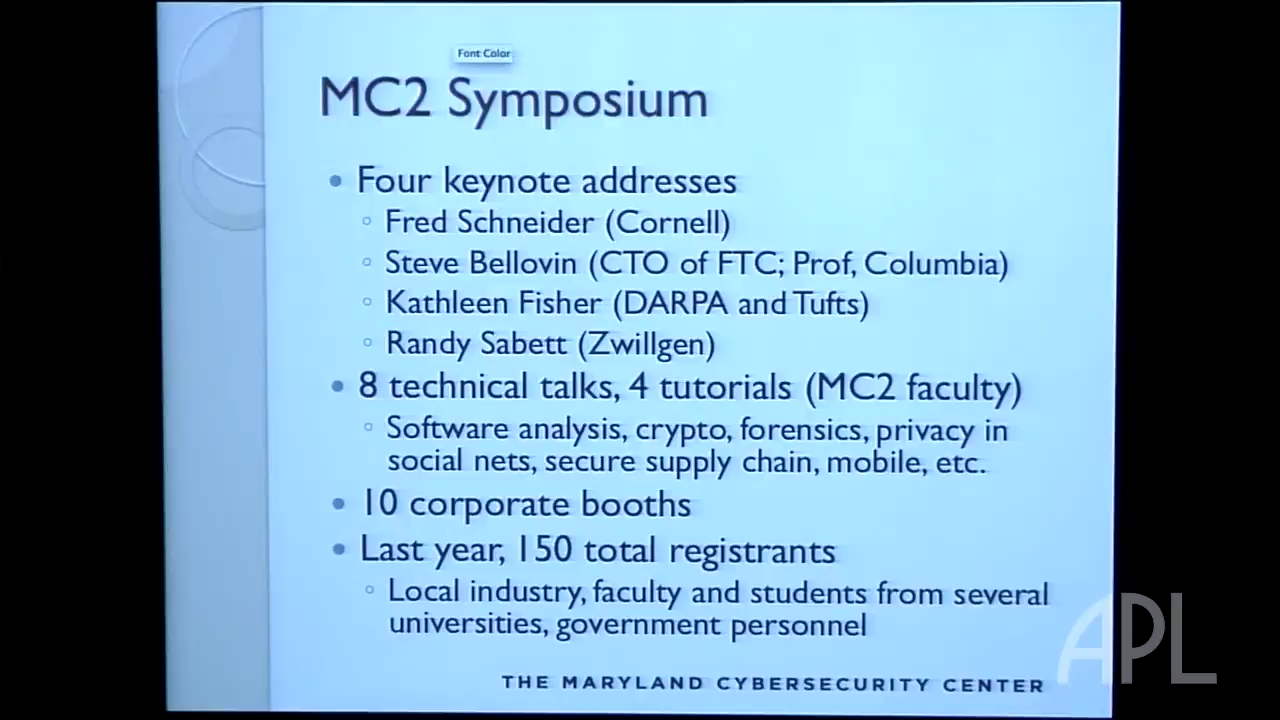 Font Color
MC2 Symposium
• Four keynote addresses
◦ Fred Schneider (Cornell)
◦ Steve Bellovin (CTO of FTC; Prof, Columbia)
◦ Kathleen Fisher (DARPA and Tufts)
◦ Randy Sabett (Zwillgen)
• 8 technical talks, 4 tutorials (MC2 faculty)
◦ Software analysis, crypto, forensics, privacy in
social nets, secure supply chain, mobile, etc.
• 10 corporate booths
• Last year, 150 total registrants
◦ Local industry, faculty and students from several
universities, government personnel
THE MARYLAND CYBERSECURITY CENTER
APL